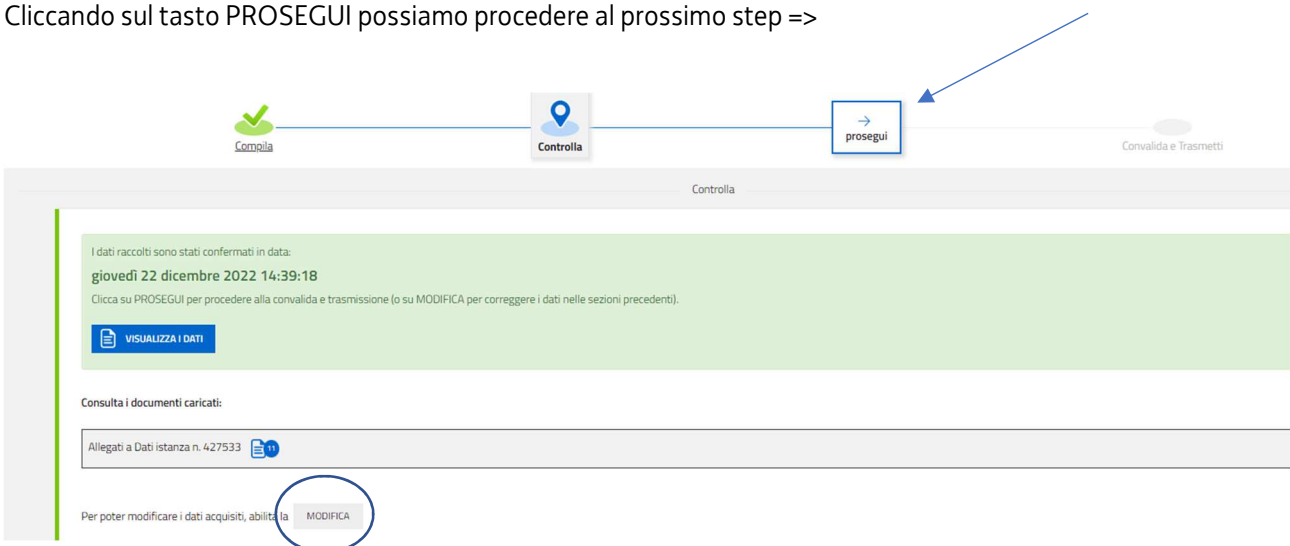 Cliccando sul tasto PROSEGUI possiamo procedere al prossimo step =>
Compila
Controlla
→
prosegui
Convalida e Trasmetti
Controlla
I dati raccolti sono stati confermati in data:
giovedì 22 dicembre 2022 14:39:18
Clicca su PROSEGUI per procedere alla convalida e trasmissione (o su MODIFICA per correggere i dati nelle sezioni precedenti).
VISUALIZZA I DATI
Consulta i documenti caricati:
Allegati a Dati istanza n. 427533 11
Per poter modificare i dati acquisiti, abilita la MODIFICA